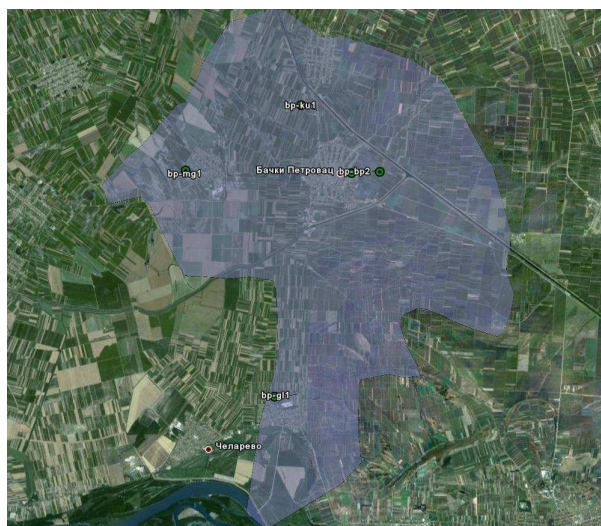 bp-ku1
bp-mg1
Бачки Петровац
bp-bp2
bp-gl1
Челарево